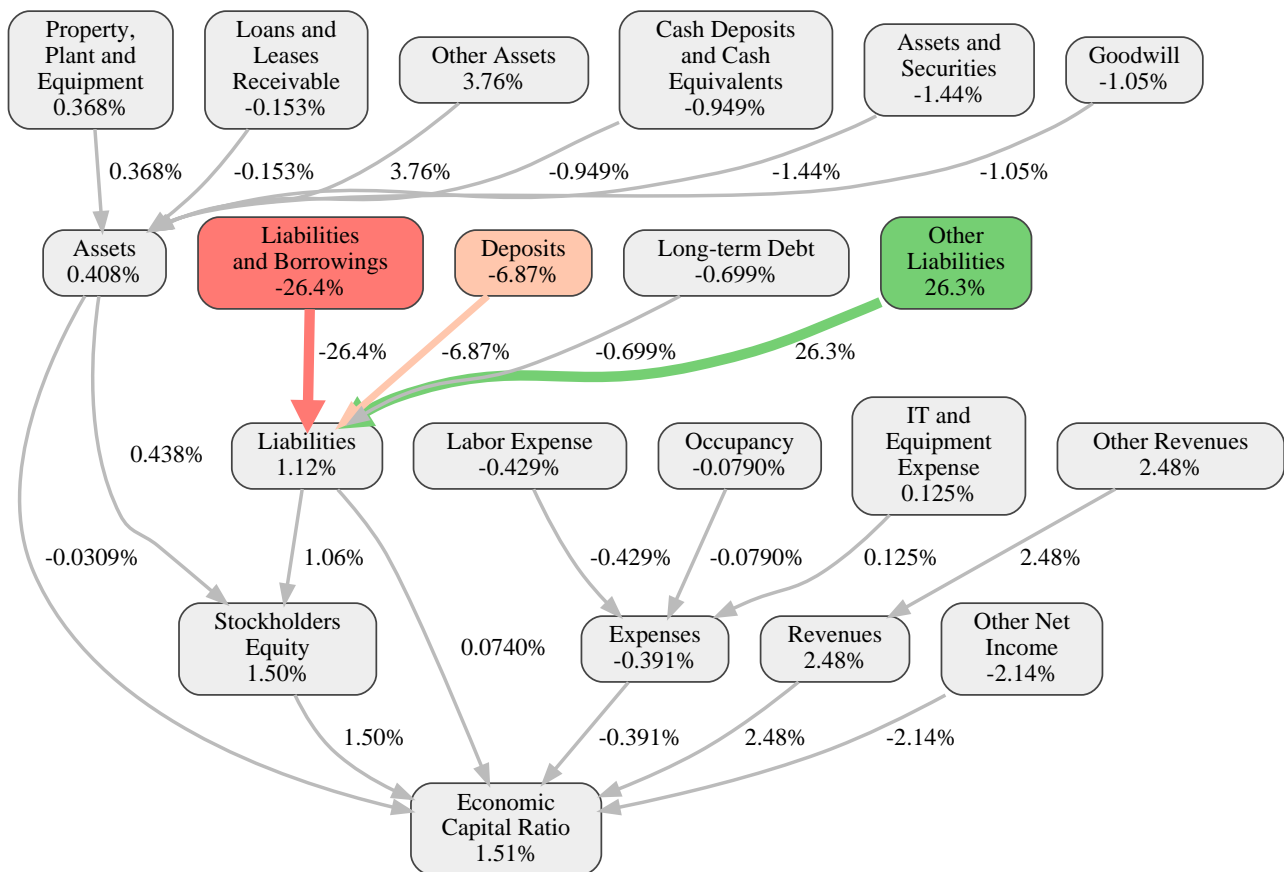 Property,
Plant and
Equipment
0.368%
Loans and
Leases
Receivable
-0.153%
Other Assets
3.76%
Cash Deposits
and Cash
Equivalents
-0.949%
Assets and
Securities
-1.44%
Goodwill
-1.05%
0.368%
-0.153%
3.76%
-0.949%
-1.44%
-1.05%
Assets
0.408%
Liabilities
and Borrowings
-26.4%
Deposits
-6.87%
Long-term Debt
-0.699%
Other
Liabilities
26.3%
-26.4%
-6.87%
-0.699%
26.3%
0.438%
Liabilities
1.12%
Labor Expense
-0.429%
Occupancy
-0.0790%
IT and
Equipment
Expense
0.125%
Other Revenues
2.48%
-0.0309%
1.06%
-0.429%
-0.0790%
0.125%
2.48%
Stockholders
Equity
1.50%
0.0740%
Expenses
-0.391%
Revenues
2.48%
Other Net
Income
-2.14%
1.50%
-0.391%
2.48%
-2.14%
Economic
Capital Ratio
1.51%